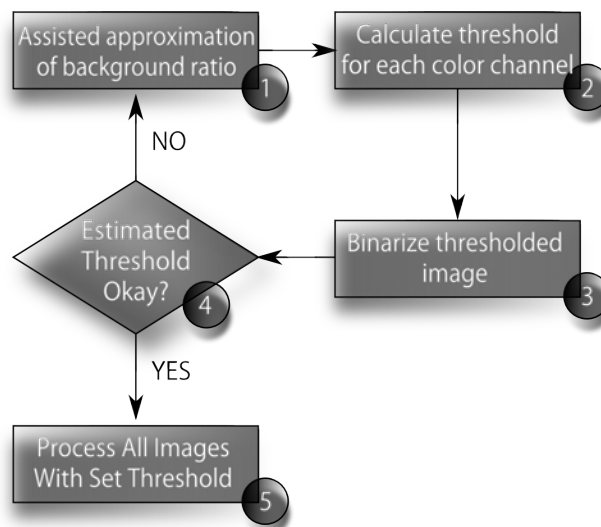 Assisted approximation
of background ratio
1
Calculate threshold
for each color channel
2
Binarize thresholded
image
3
Estimated
Threshold
Okay?
4
NO
YES
Process All Images
With Set Threshold
5